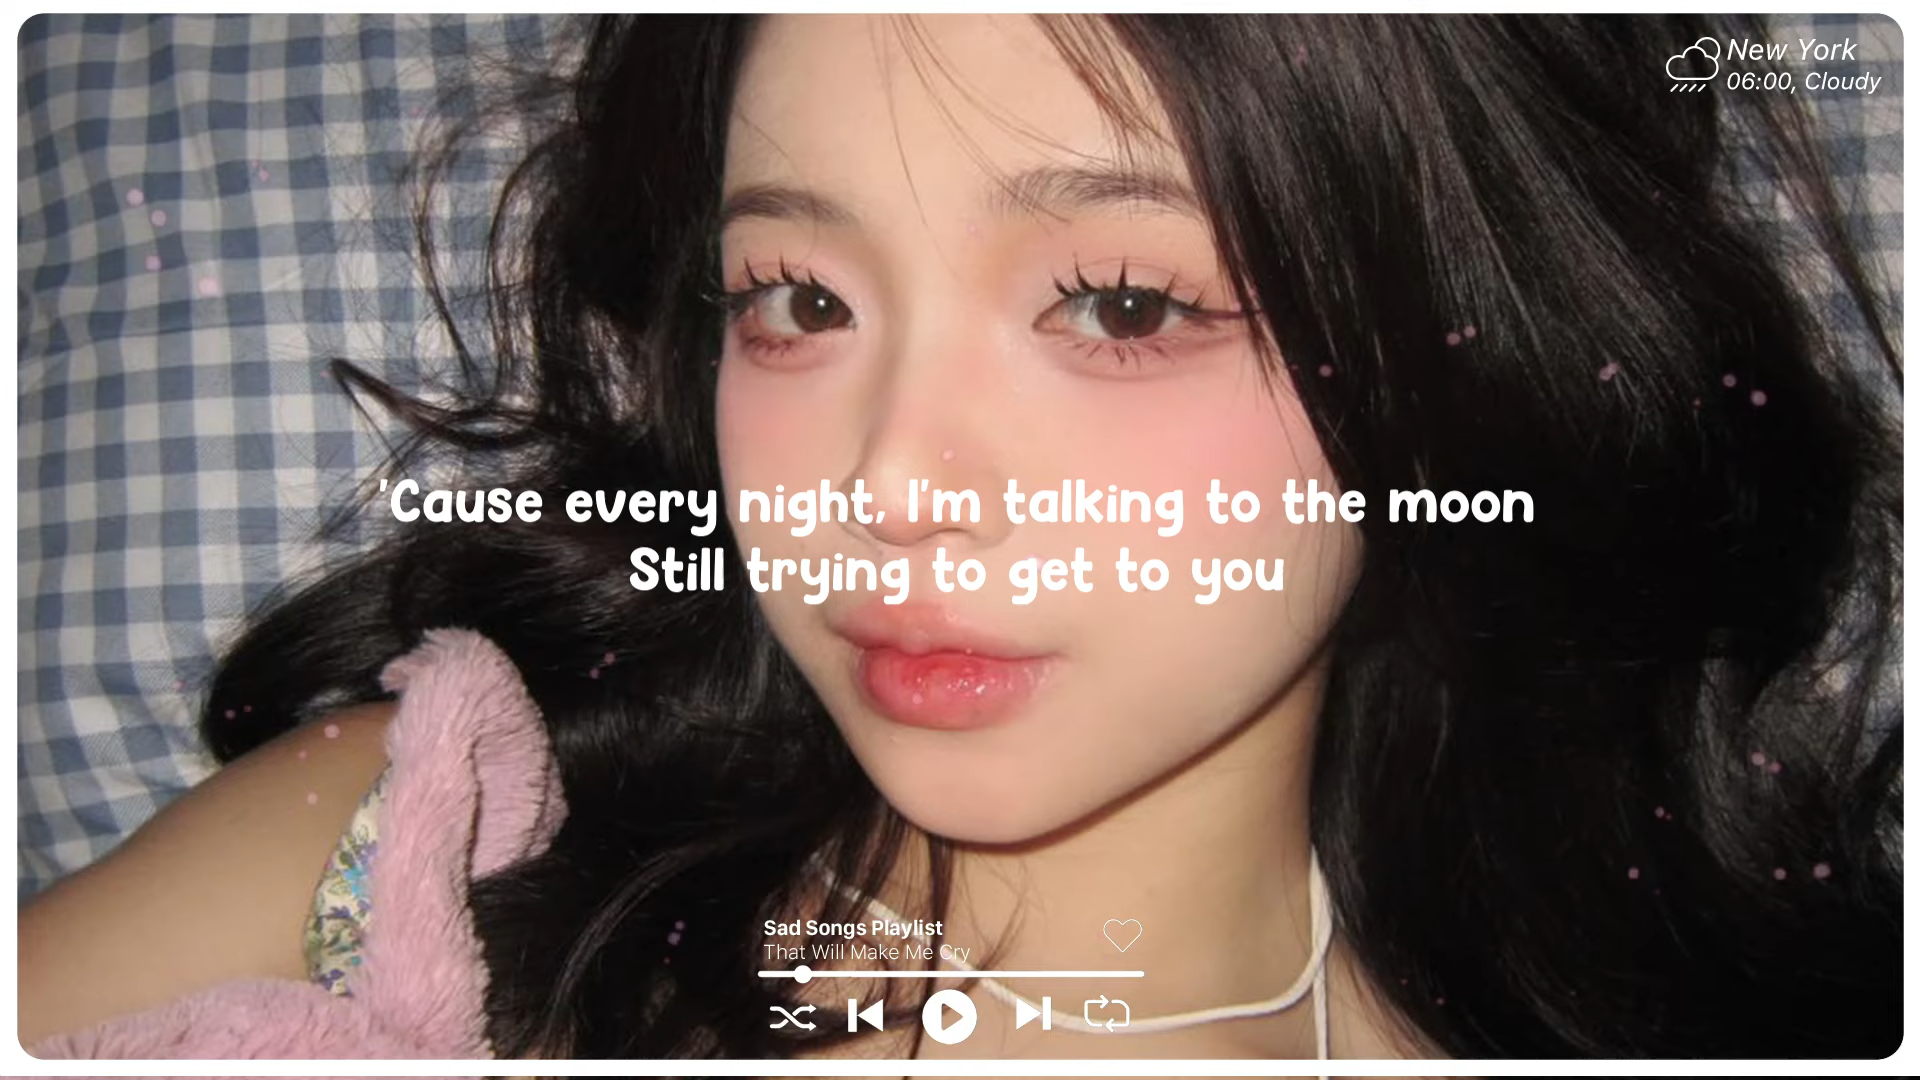 New York
06:00, Cloudy
'Cause every night, I'm talking to the moon
Still trying to get to you
Sad Songs Playlist
That Will Make Me Cry